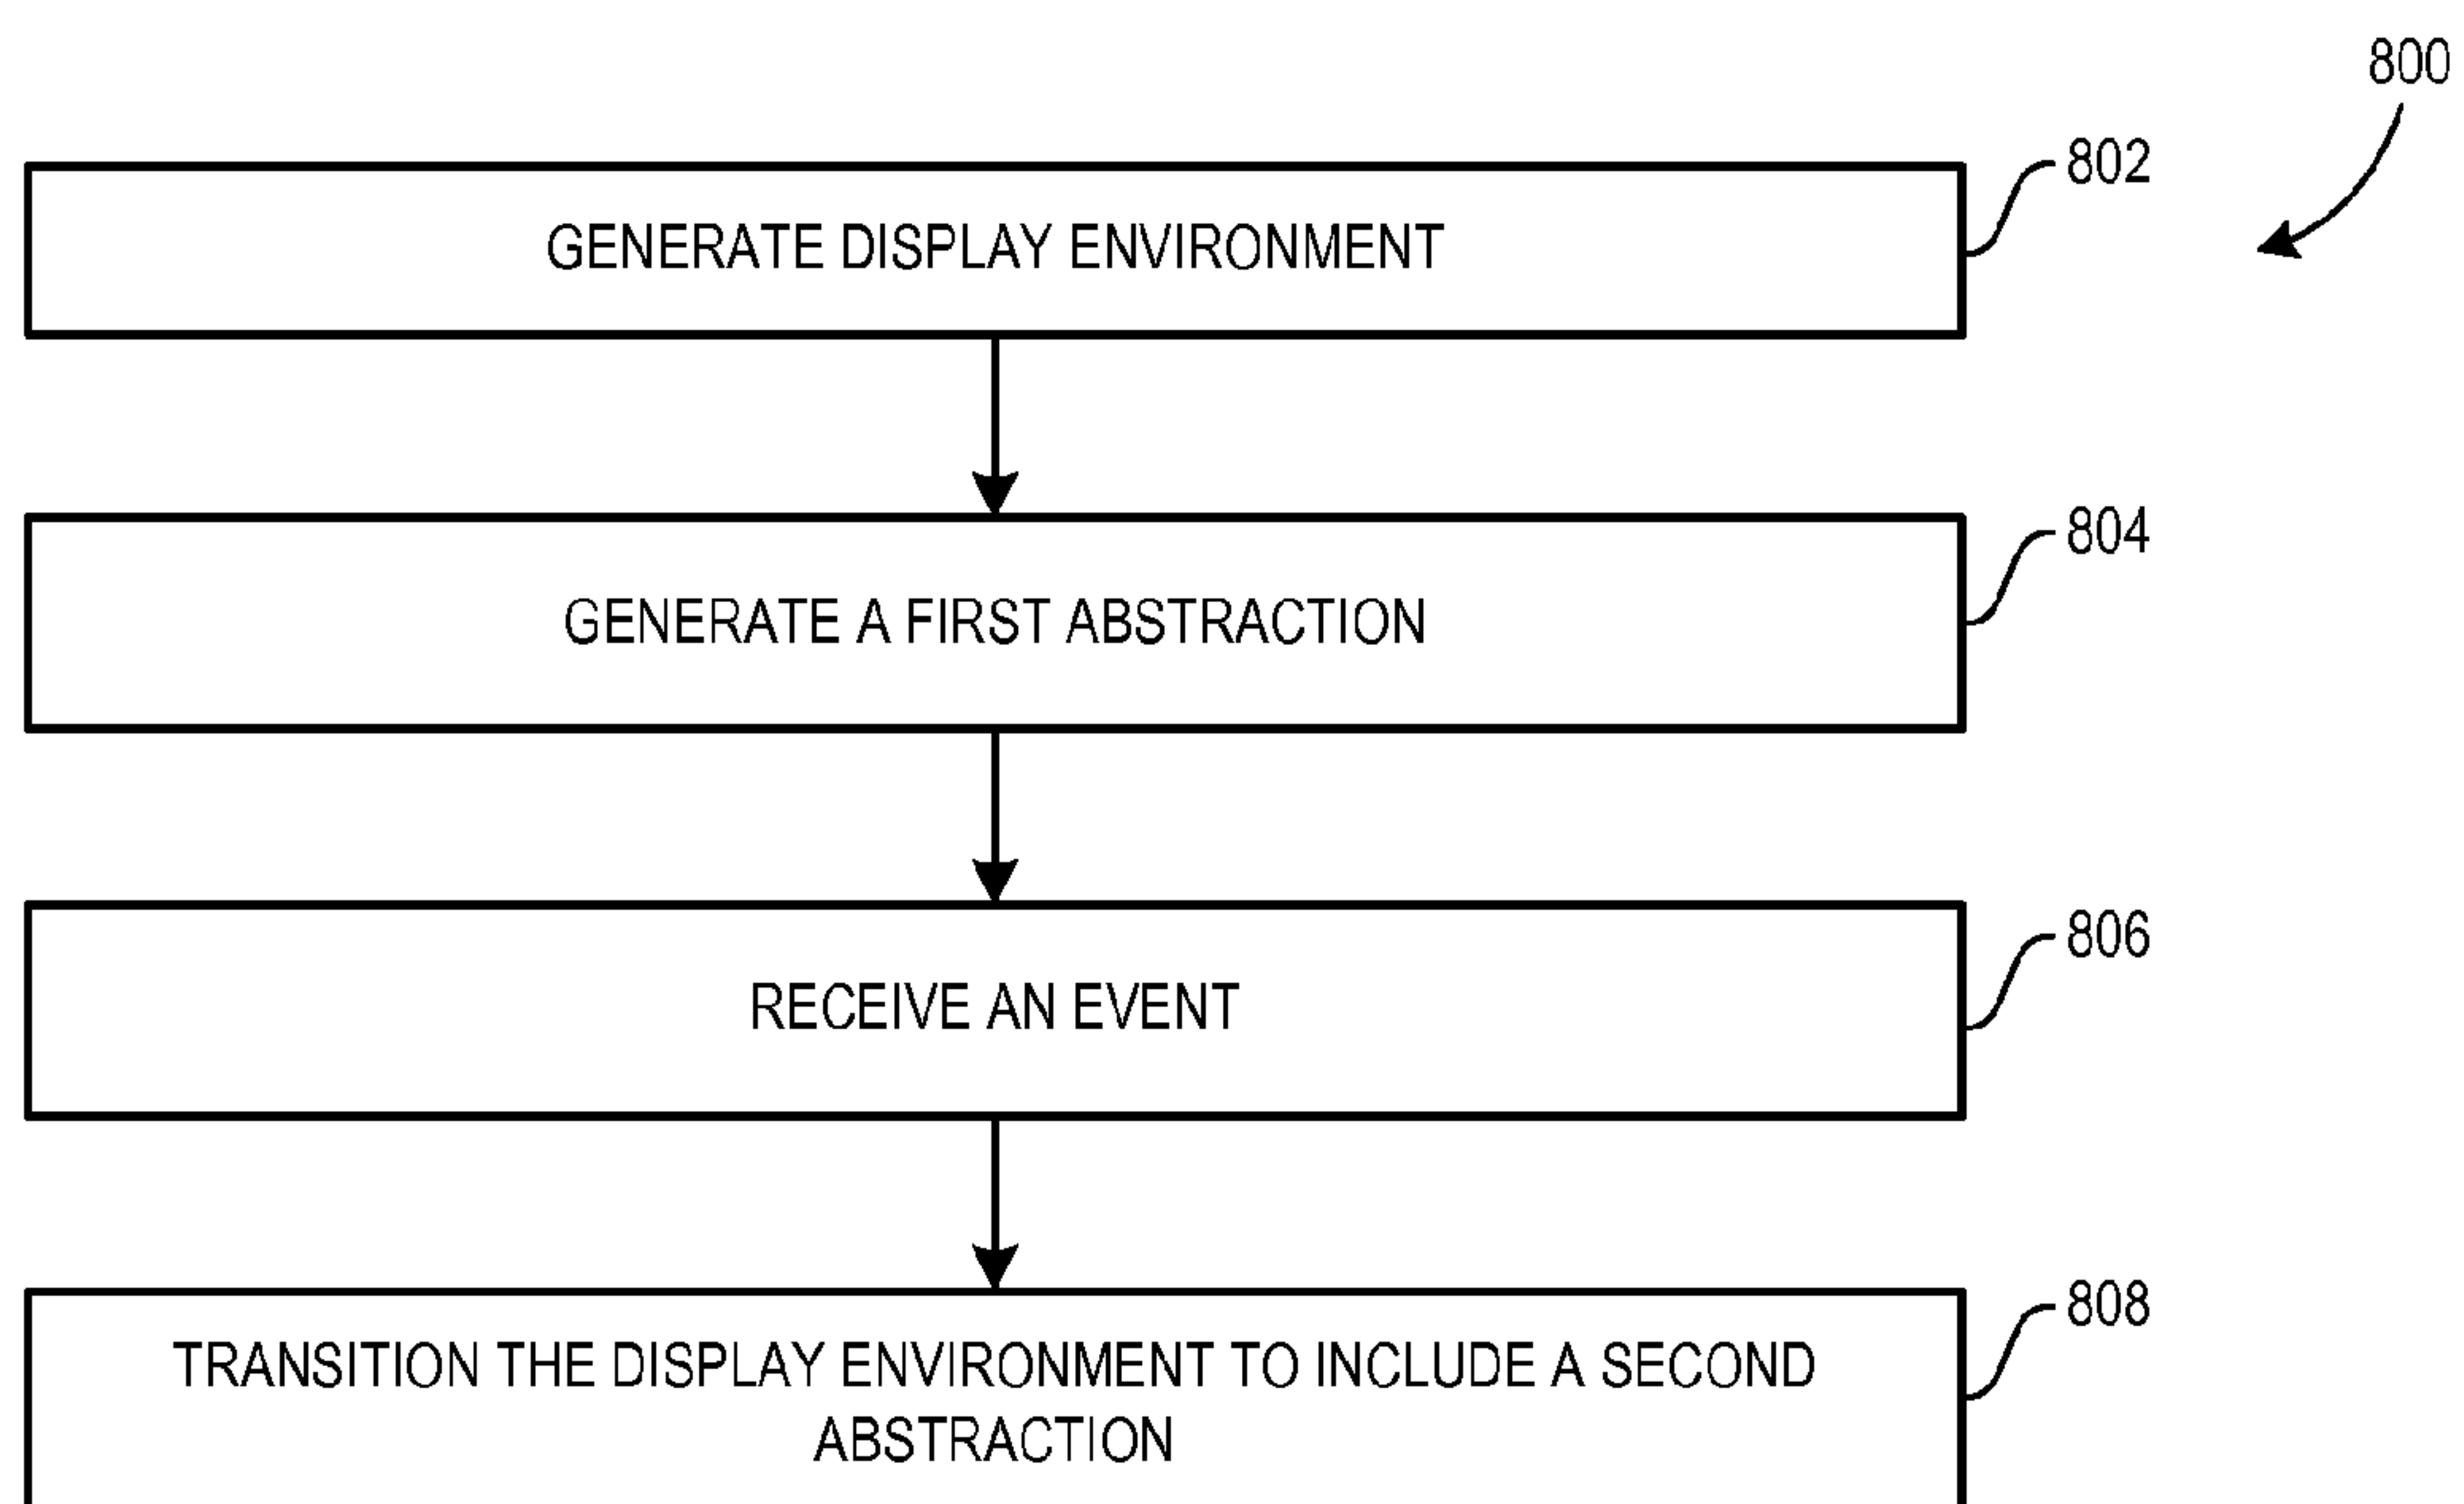 800
802
GENERATE DISPLAY ENVIRONMENT
804
GENERATE A FIRST ABSTRACTION
806
RECEIVE AN EVENT
808
TRANSITION THE DISPLAY ENVIRONMENT TO INCLUDE A SECOND
ABSTRACTION